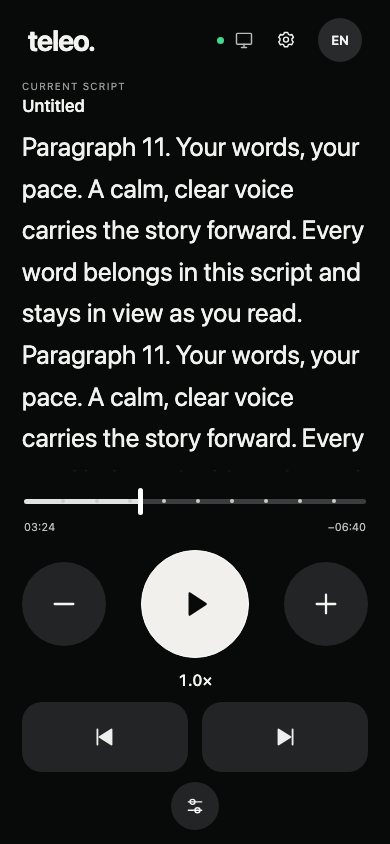 teleo.
EN
CURRENT SCRIPT
Untitled
Paragraph 11. Your words, your
pace. A calm, clear voice
carries the story forward. Every
word belongs in this script and
stays in view as you read.
Paragraph 11. Your words, your
pace. A calm, clear voice
carries the story forward. Every
03:24
−06:40
1.0×